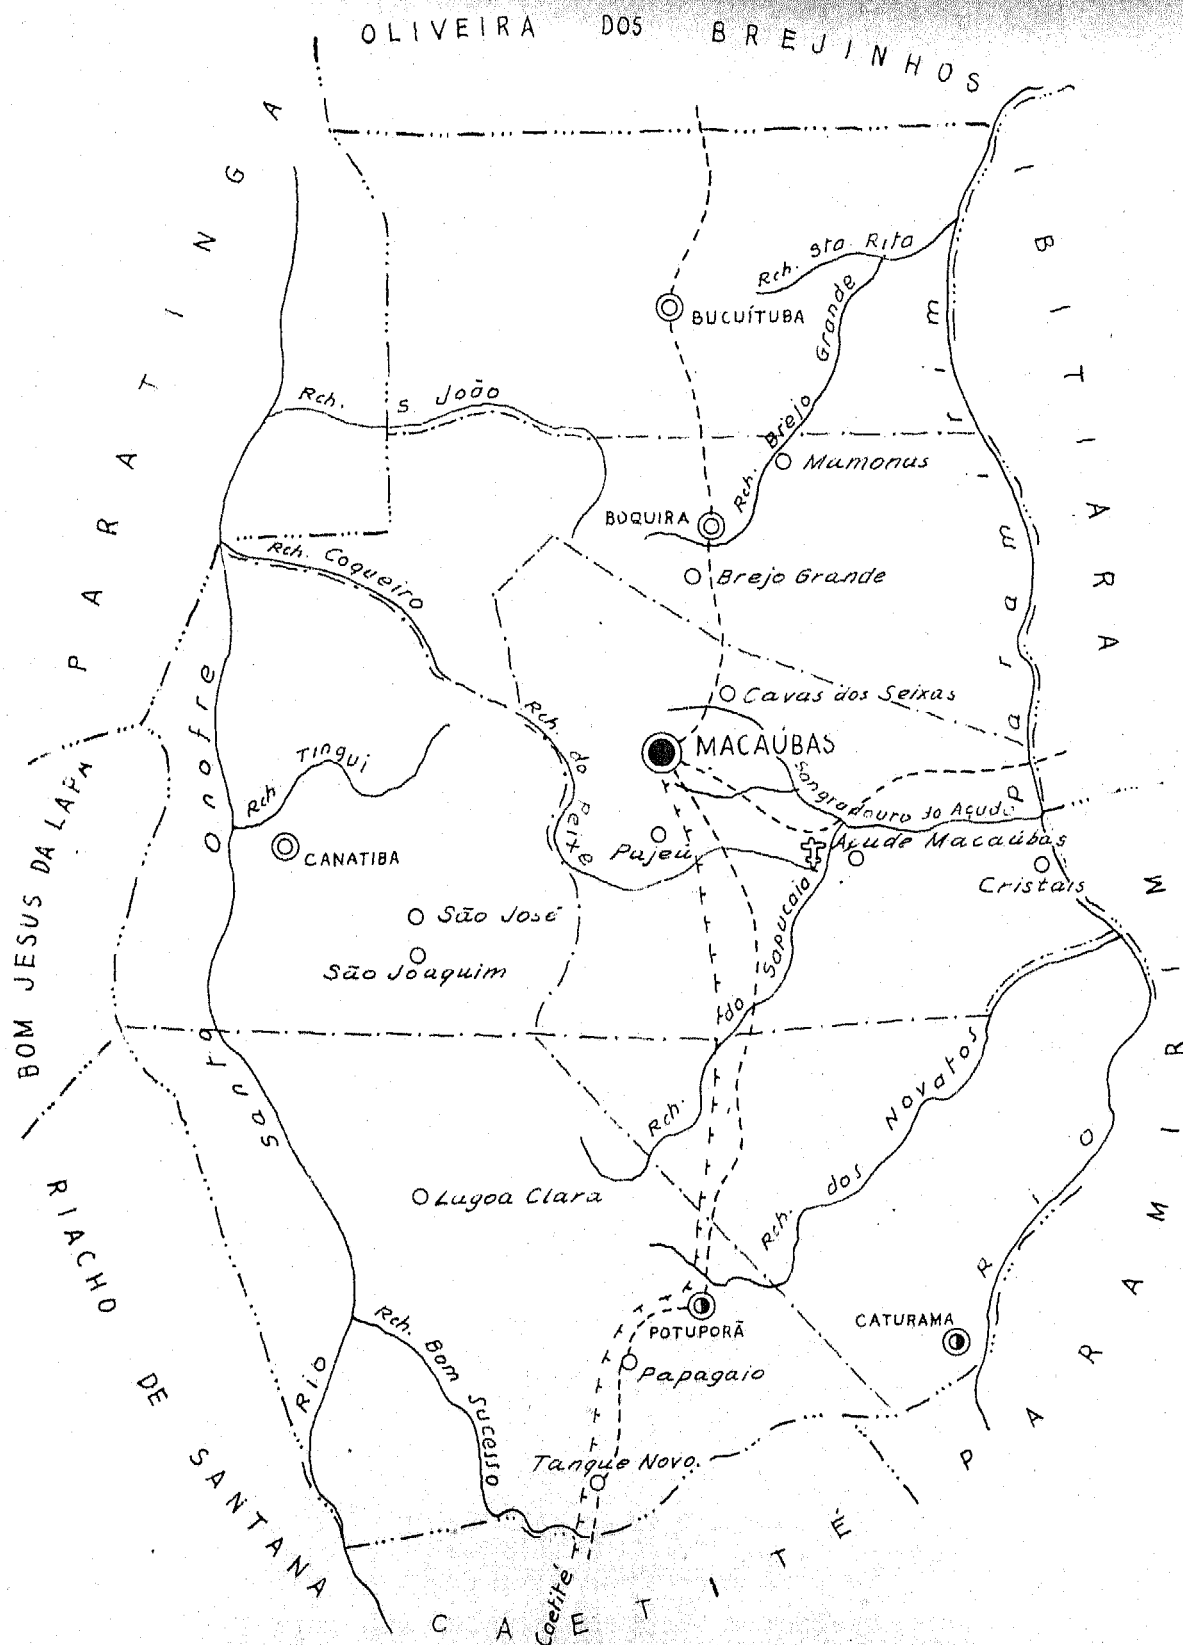 OLIVEIRA DOS BREJINHOS
PARATINGA
IBITIARA
Rch. Sta. Rita
BUCUÍTUBA
Rch. Brejo Grande
Rch. S. João
Mamonas
BOQUIRA
Brejo Grande
Rch. Coqueiro
Paramirim
Cavas dos Seixas
Rch. do Peixe
MACAÚBAS
Sangradouro do Açude
Rch. Tingui
CANATIBA
Pajeú
Açude Macaúbas
Cristais
São José
São Joaquim
BOM JESUS DA LAPA
Rch. do Sapucaia
Rch. dos Novatos
Rio Santo Onofre
RIO
PARAMIRIM
Lagoa Clara
RIACHO DE SANTANA
POTUPORÃ
CATURAMA
Rch. Bom Sucesso
Papagaio
Tanque Novo
Caetité
CAETITÉ